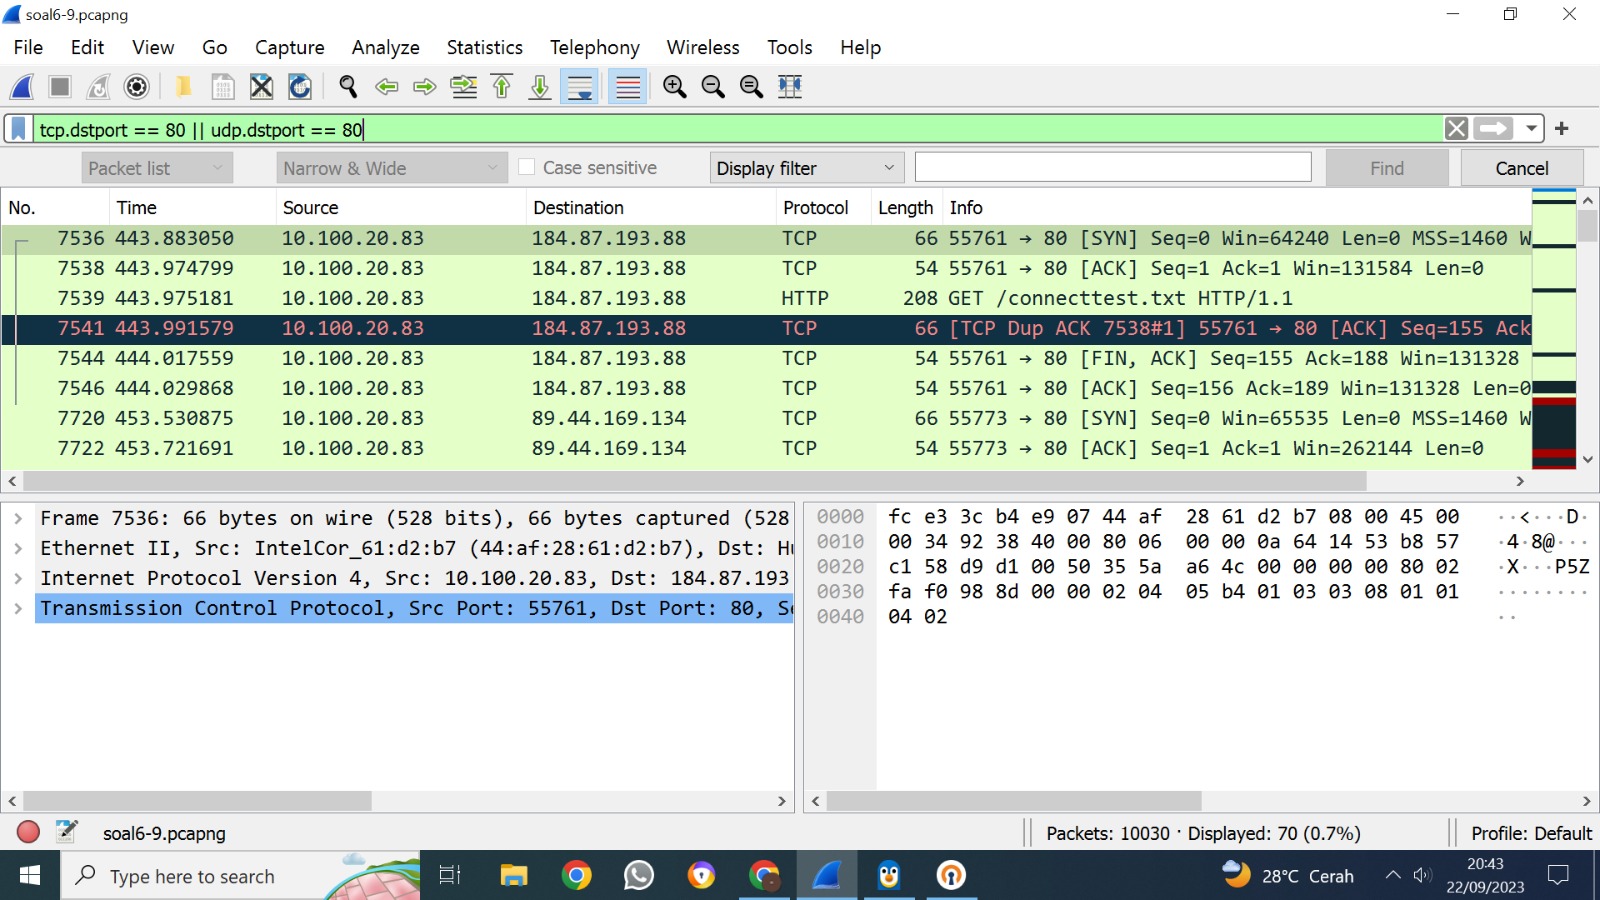 soal6-9.pcapng
File Edit View Go Capture Analyze Statistics Telephony Wireless Tools Help
tcp.dstport == 80 || udp.dstport == 80
Packet list Narrow & Wide Case sensitive Display filter Find Cancel
No. Time Source Destination Protocol Length Info
7536 443.883050 10.100.20.83 184.87.193.88 TCP 66 55761 → 80 [SYN] Seq=0 Win=64240 Len=0 MSS=1460 W
7538 443.974799 10.100.20.83 184.87.193.88 TCP 54 55761 → 80 [ACK] Seq=1 Ack=1 Win=131584 Len=0
7539 443.975181 10.100.20.83 184.87.193.88 HTTP 208 GET /connecttest.txt HTTP/1.1
7541 443.991579 10.100.20.83 184.87.193.88 TCP 66 [TCP Dup ACK 7538#1] 55761 → 80 [ACK] Seq=155 Ack
7544 444.017559 10.100.20.83 184.87.193.88 TCP 54 55761 → 80 [FIN, ACK] Seq=155 Ack=188 Win=131328
7546 444.029868 10.100.20.83 184.87.193.88 TCP 54 55761 → 80 [ACK] Seq=156 Ack=189 Win=131328 Len=0
7720 453.530875 10.100.20.83 89.44.169.134 TCP 66 55773 → 80 [SYN] Seq=0 Win=65535 Len=0 MSS=1460 W
7722 453.721691 10.100.20.83 89.44.169.134 TCP 54 55773 → 80 [ACK] Seq=1 Ack=1 Win=262144 Len=0
Frame 7536: 66 bytes on wire (528 bits), 66 bytes captured (528
Ethernet II, Src: IntelCor_61:d2:b7 (44:af:28:61:d2:b7), Dst: Hu
Internet Protocol Version 4, Src: 10.100.20.83, Dst: 184.87.193
Transmission Control Protocol, Src Port: 55761, Dst Port: 80, Se
0000 fc e3 3c b4 e9 07 44 af 28 61 d2 b7 08 00 45 00 ··<···D·
0010 00 34 92 38 40 00 80 06 00 00 0a 64 14 53 b8 57 ·4·8@···
0020 c1 58 d9 d1 00 50 35 5a a6 4c 00 00 00 00 80 02 ·X···P5Z
0030 fa f0 98 8d 00 00 02 04 05 b4 01 03 03 08 01 01 ········
0040 04 02 ··
soal6-9.pcapng Packets: 10030 · Displayed: 70 (0.7%) Profile: Default
Type here to search 28°C Cerah 20:43
22/09/2023